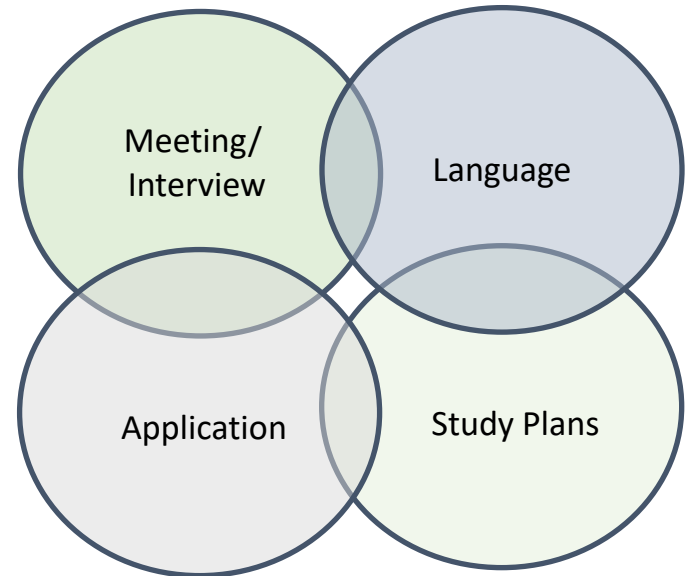 Meeting/
Interview
Language
Application
Study Plans